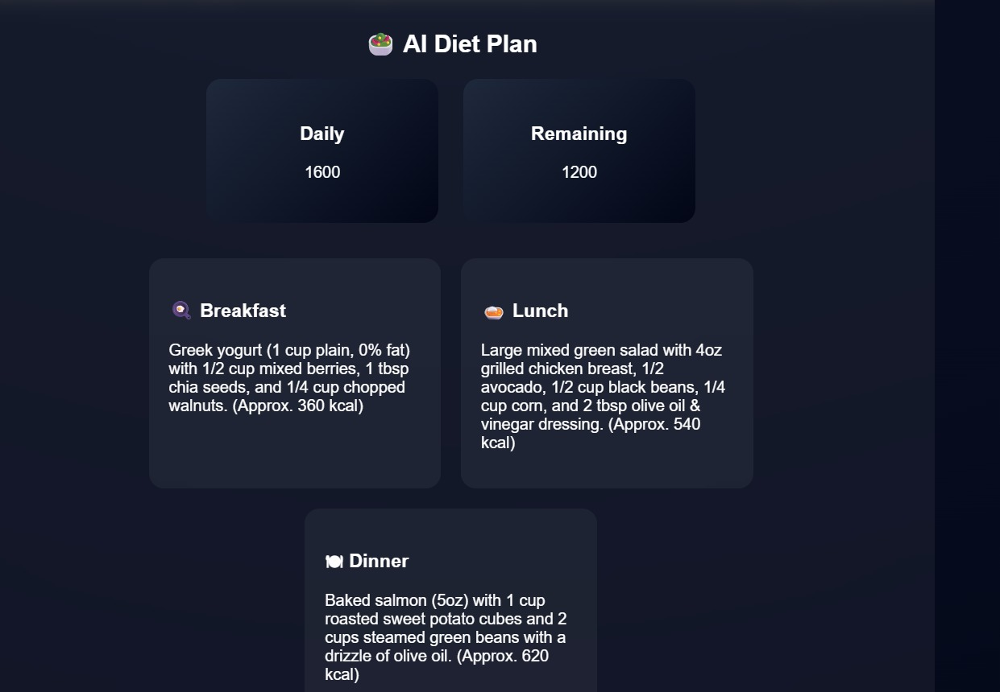 AI Diet Plan
Daily
1600
Remaining
1200
Breakfast
Greek yogurt (1 cup plain, 0% fat)
with 1/2 cup mixed berries, 1 tbsp
chia seeds, and 1/4 cup chopped
walnuts. (Approx. 360 kcal)
Lunch
Large mixed green salad with 4oz
grilled chicken breast, 1/2
avocado, 1/2 cup black beans, 1/4
cup corn, and 2 tbsp olive oil &
vinegar dressing. (Approx. 540
kcal)
Dinner
Baked salmon (5oz) with 1 cup
roasted sweet potato cubes and 2
cups steamed green beans with a
drizzle of olive oil. (Approx. 620
kcal)